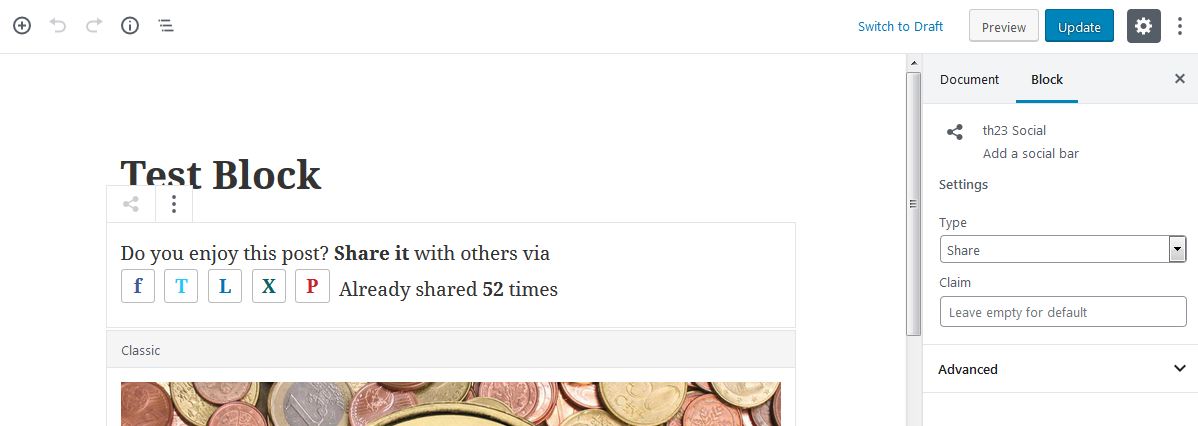 Switch to Draft
Preview
Update
Document
Block
th23 Social
Add a social bar
Settings
Type
Share
Claim
Leave empty for default
Advanced
Test Block
Do you enjoy this post? Share it with others via
f T L X P Already shared 52 times
Classic